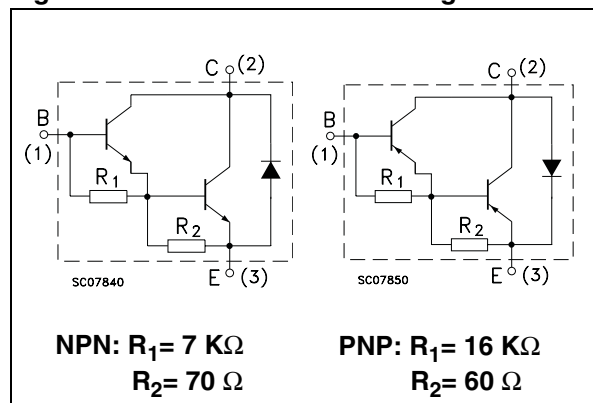 C (2)
B
(1)
R1
R2
E (3)
SC07840
C (2)
B
(1)
R1
R2
E (3)
SC07850
NPN: R1= 7 KΩ
R2= 70 Ω
PNP: R1= 16 KΩ
R2= 60 Ω